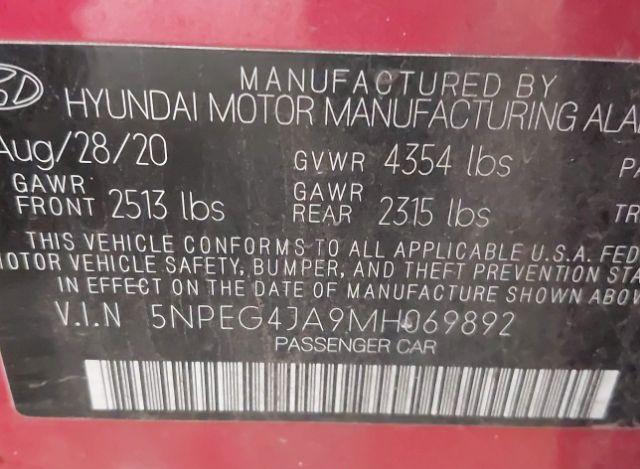 MANUFACTURED BY
HYUNDAI MOTOR MANUFACTURING ALA
Aug/28/20 GVWR 4354 lbs PA
GAWR FRONT 2513 lbs GAWR REAR 2315 lbs TR
THIS VEHICLE CONFORMS TO ALL APPLICABLE U.S.A. FED
MOTOR VEHICLE SAFETY, BUMPER, AND THEFT PREVENTION STA
IN EFFECT ON THE DATE OF MANUFACTURE SHOWN ABOV
V.I.N 5NPEG4JA9MH069892
PASSENGER CAR